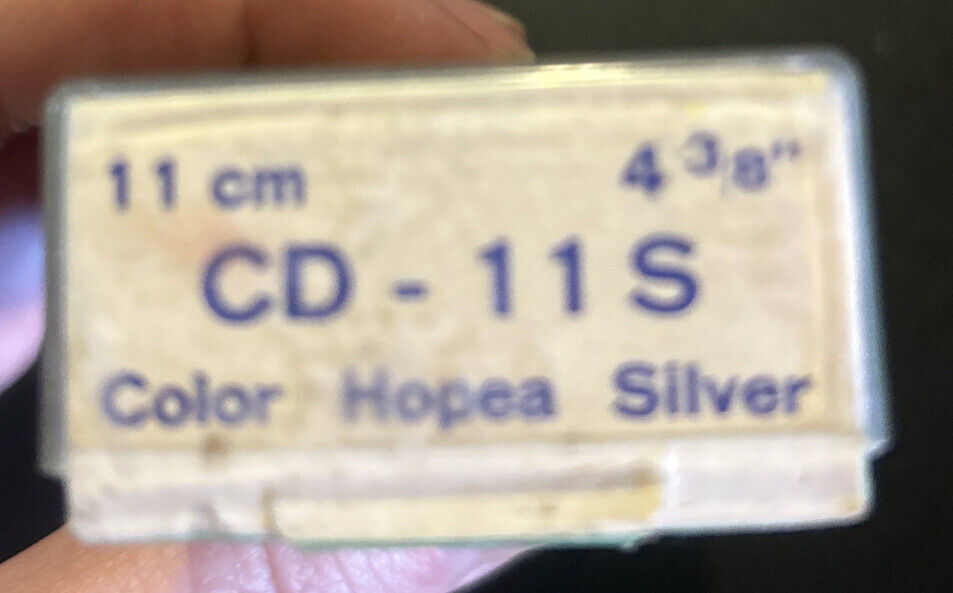 11 cm 4 3/8"
CD - 11 S
Color Hopea Silver